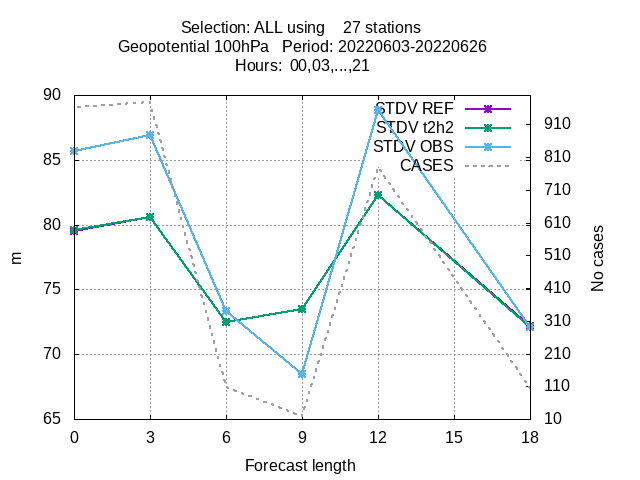 Selection: ALL using    27 stations
Geopotential 100hPa   Period: 20220603-20220626
Hours:  00,03,...,21
STDV REF
STDV t2h2
STDV OBS
CASES
90
85
80
75
70
65
m
910
810
710
610
510
410
310
210
110
10
No cases
0 3 6 9 12 15 18
Forecast length